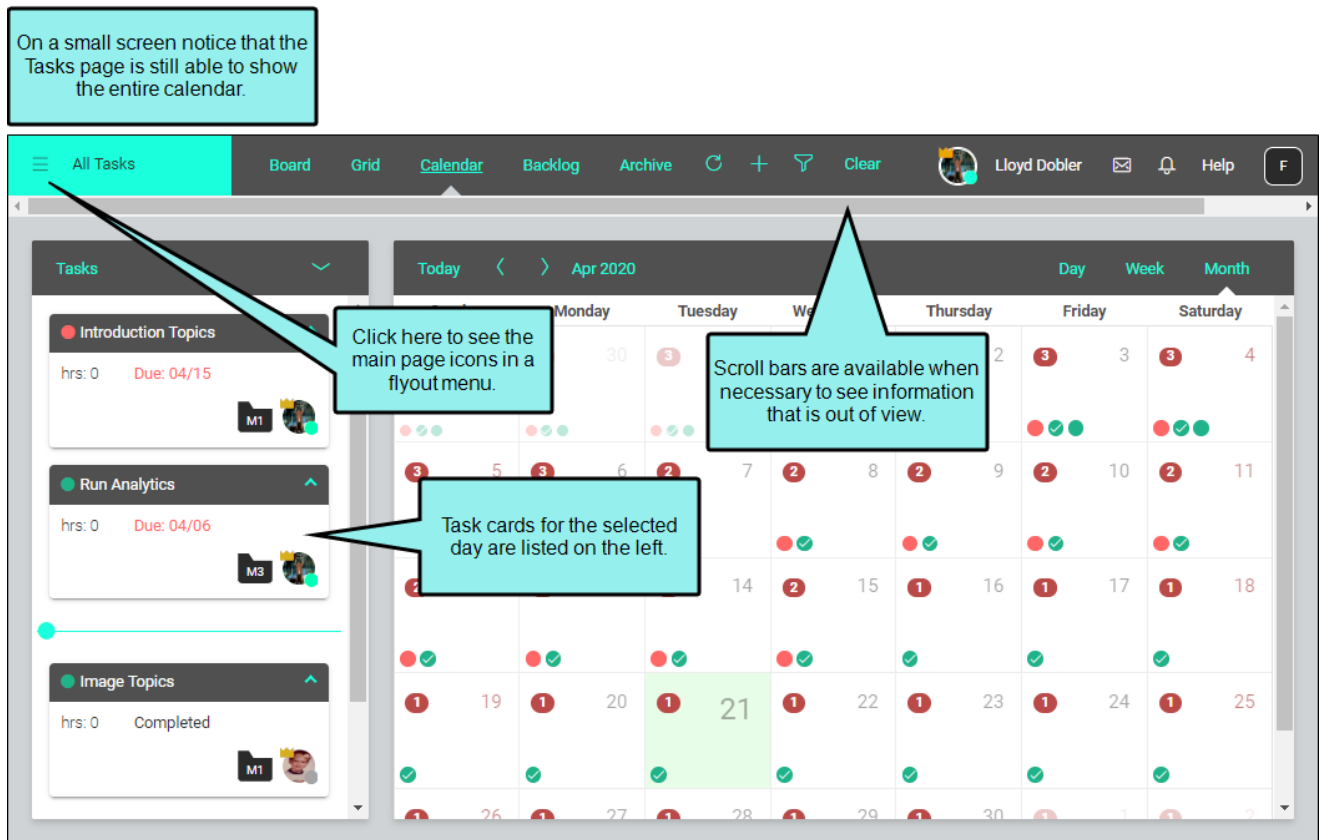 On a small screen notice that the
Tasks page is still able to show
the entire calendar.
All Tasks Board Grid Calendar Backlog Archive Clear Lloyd Dobler Help F
Tasks
Today Apr 2020 Day Week Month
Monday Tuesday Thursday Friday Saturday
Introduction Topics
hrs: 0 Due: 04/15
M1
Click here to see the
main page icons in a
flyout menu.
Scroll bars are available when
necessary to see information
that is out of view.
30 3 2 3 3 3 4
Run Analytics
hrs: 0 Due: 04/06
M3
Task cards for the selected
day are listed on the left.
3 5 3 6 2 7 2 8 2 9 2 10 2 11
14 2 15 1 16 1 17 1 18
Image Topics
hrs: 0 Completed
M1
1 19 1 20 1 21 1 22 1 23 1 24 1 25
26 27 28 29 30